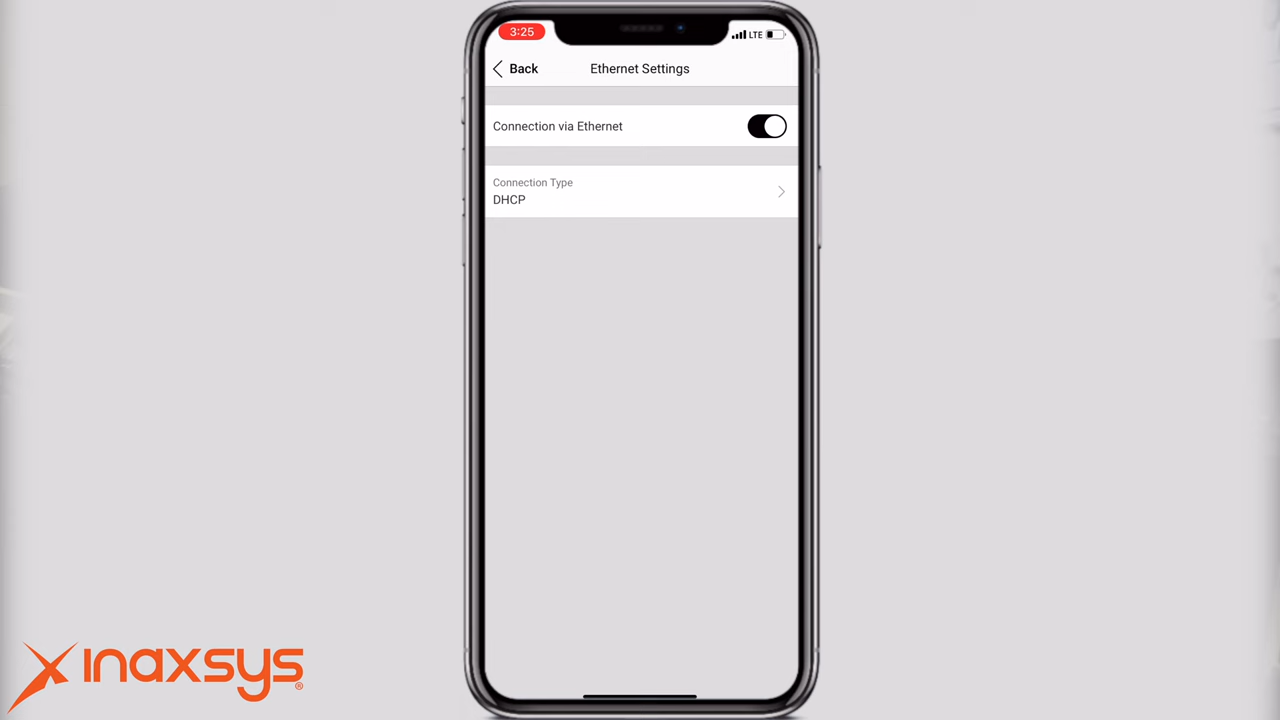 3:25
LTE
Back
Ethernet Settings
Connection via Ethernet
Connection Type
DHCP
inaxsys®